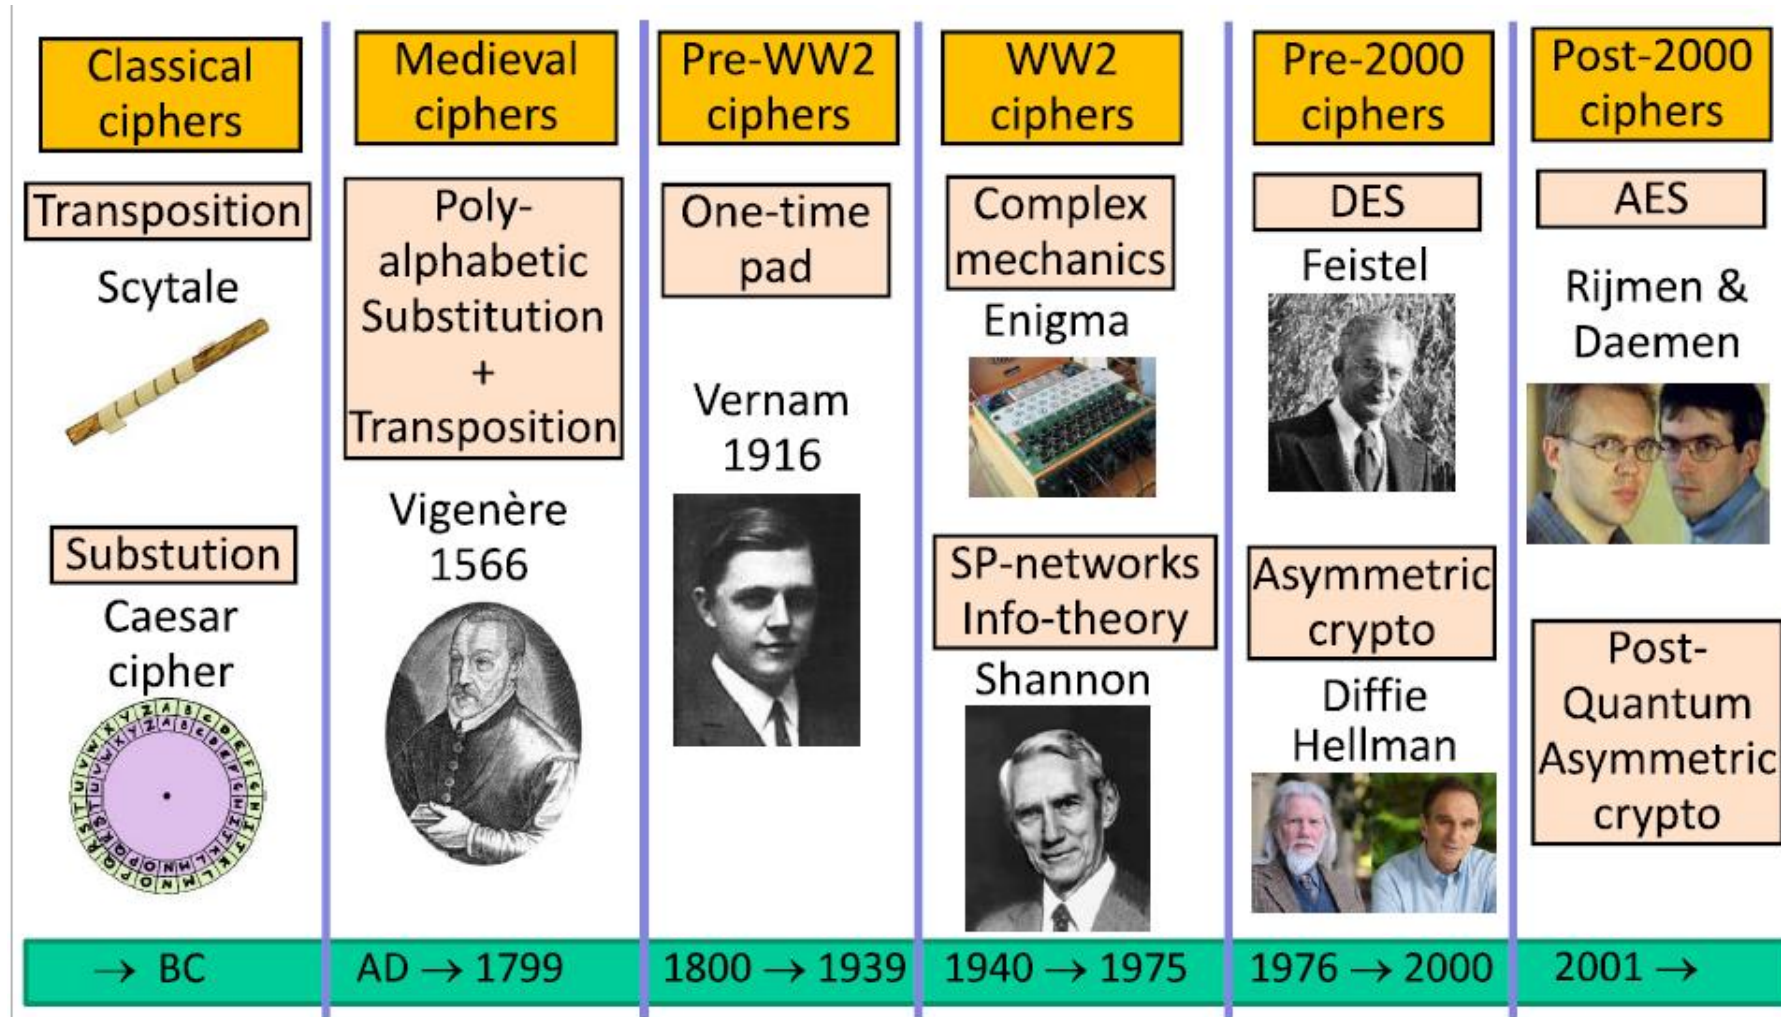 Classical
ciphers
Transposition
Scytale
Substution
Caesar
cipher
→ BC
Medieval
ciphers
Poly-
alphabetic
Substitution
+
Transposition
Vigenère
1566
AD → 1799
Pre-WW2
ciphers
One-time
pad
Vernam
1916
1800 → 1939
WW2
ciphers
Complex
mechanics
Enigma
SP-networks
Info-theory
Shannon
1940 → 1975
Pre-2000
ciphers
DES
Feistel
Asymmetric
crypto
Diffie
Hellman
1976 → 2000
Post-2000
ciphers
AES
Rijmen &
Daemen
Post-
Quantum
Asymmetric
crypto
2001 →